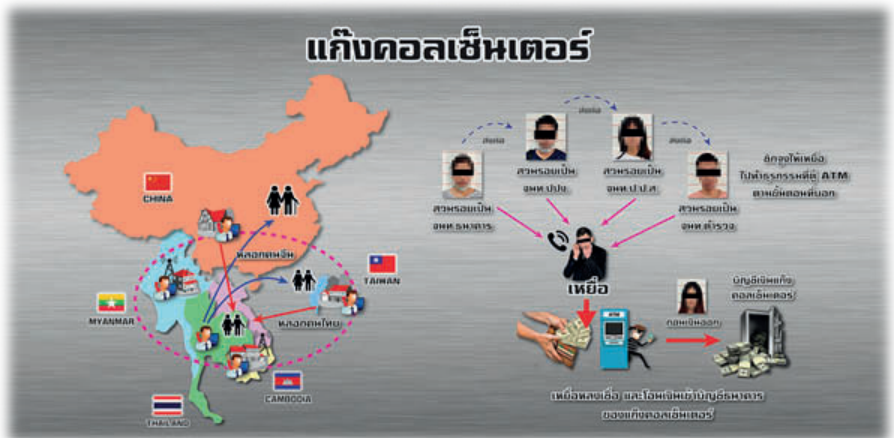 แก๊งคอลเซ็นเตอร์
CHINA
หลอกคนจีน
TAIWAN
MYANMAR
หลอกคนไทย
CAMBODIA
THAILAND
ส่งต่อ
ส่งต่อ
ส่งต่อ
สวมรอยเป็น
จนท.ธนาคาร
สวมรอยเป็น
จนท.ปปง.
สวมรอยเป็น
จนท.ป.ป.ส
สวมรอยเป็น
จนท.ตำรวจ
ชักจูงให้เหยื่อ
ไปทำธุรกรรมที่ตู้ ATM
ตามขั้นตอนที่บอก
เหยื่อ
ATM
ถอนเงินออก
บัญชีเงินแก๊ง
คอลเซ็นเตอร์
เหยื่อหลงเชื่อ และโอนเงินเข้าบัญชีธนาคาร
ของแก๊งคอลเซ็นเตอร์